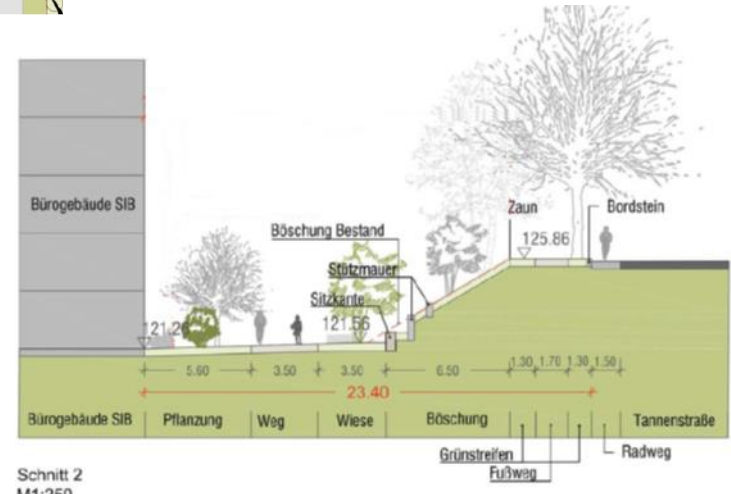 Bürogebäude SIB
Zaun
Bordstein
Böschung Bestand
125.86
Stützmauer
Sitzkante
121.26
121.56
5.60 3.50 3.50 6.50 1.30 1.70 1.30 1.50
23.40
Bürogebäude SIB Pflanzung Weg Wiese Böschung Tannenstraße
Grünstreifen
Radweg
Fußweg
Schnitt 2
M1:250